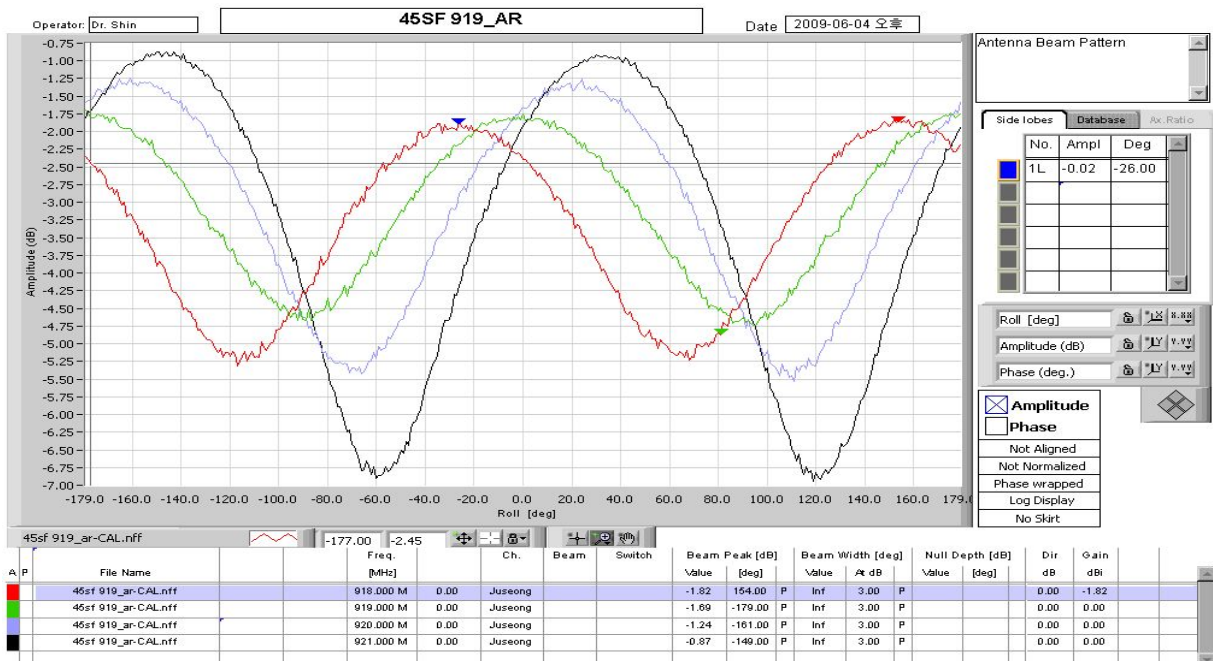 Operator: Dr. Shin
45SF 919_AR
Date 2009-06-04 오후
-0.75
-1.00
-1.25
-1.50
-1.75
-2.00
-2.25
-2.50
-2.75
-3.00
-3.25
-3.50
-3.75
-4.00
-4.25
-4.50
-4.75
-5.00
-5.25
-5.50
-5.75
-6.00
-6.25
-6.50
-6.75
-7.00
Amplitude (dB)
-179.0 -160.0 -140.0 -120.0 -100.0 -80.0 -60.0 -40.0 -20.0 0.0 20.0 40.0 60.0 80.0 100.0 120.0 140.0 160.0 179.0
Roll [deg]
Antenna Beam Pattern
Side lobes Database Ax.Ratio
No. Ampl Deg
1L -0.02 -26.00
Roll [deg]
Amplitude (dB)
Phase (deg.)
Amplitude
Phase
Not Aligned
Not Normalized
Phase wrapped
Log Display
No Skirt
45sf 919_ar-CAL.nff -177.00 -2.45
Freq. Ch. Beam Switch Beam Peak [dB] Beam Width [deg] Null Depth [dB] Dir Gain
A P File Name [MHz] Value [deg] Value At dB Value [deg] dB dBi
45sf 919_ar-CAL.nff 918.000 M 0.00 Juseong -1.82 154.00 P Inf 3.00 P 0.00 -1.82
45sf 919_ar-CAL.nff 919.000 M 0.00 Juseong -1.69 -179.00 P Inf 3.00 P 0.00 0.00
45sf 919_ar-CAL.nff 920.000 M 0.00 Juseong -1.24 -161.00 P Inf 3.00 P 0.00 0.00
45sf 919_ar-CAL.nff 921.000 M 0.00 Juseong -0.87 -149.00 P Inf 3.00 P 0.00 0.00